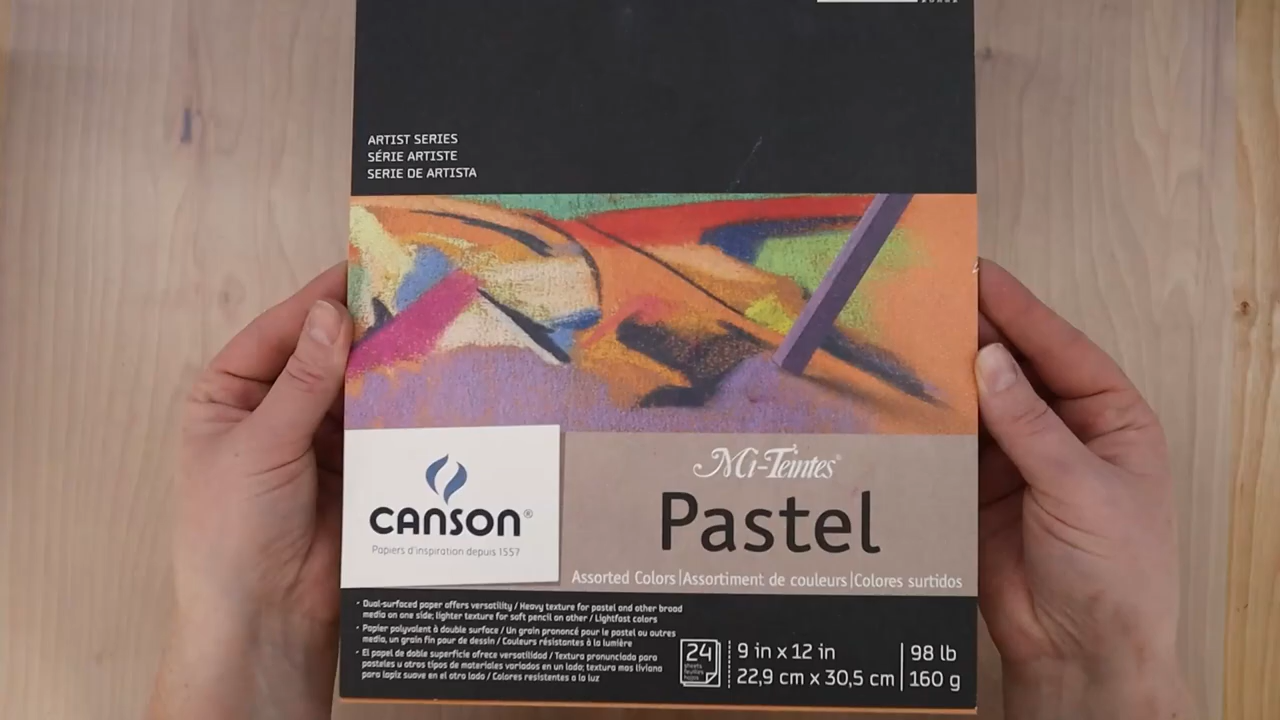 ARTIST SERIES
SÉRIE ARTISTE
SERIE DE ARTISTA
Mi-Teintes®
Pastel
CANSON®
Papiers d'inspiration depuis 1557
Assorted Colors|Assortiment de couleurs|Colores surtidos
• Dual-surfaced paper offers versatility / Heavy texture for pastel and other broad
media on one side; lighter texture for soft pencil on other / Lightfast colors
• Papier polyvalent à double surface / Un grain prononcé pour le pastel ou autres
media, un grain fin pour de dessin / Couleurs résistantes à la lumière
• El papel de doble superficie ofrece versatilidad / Textura pronunciada para
pasteles u otros tipos de materiales variados en un lado; textura mas liviana
para lapiz suave en el otro lado / Colores resistentes a la luz
24
sheets
feuilles
hojas
9 in x 12 in
22,9 cm x 30,5 cm
98 lb
160 g